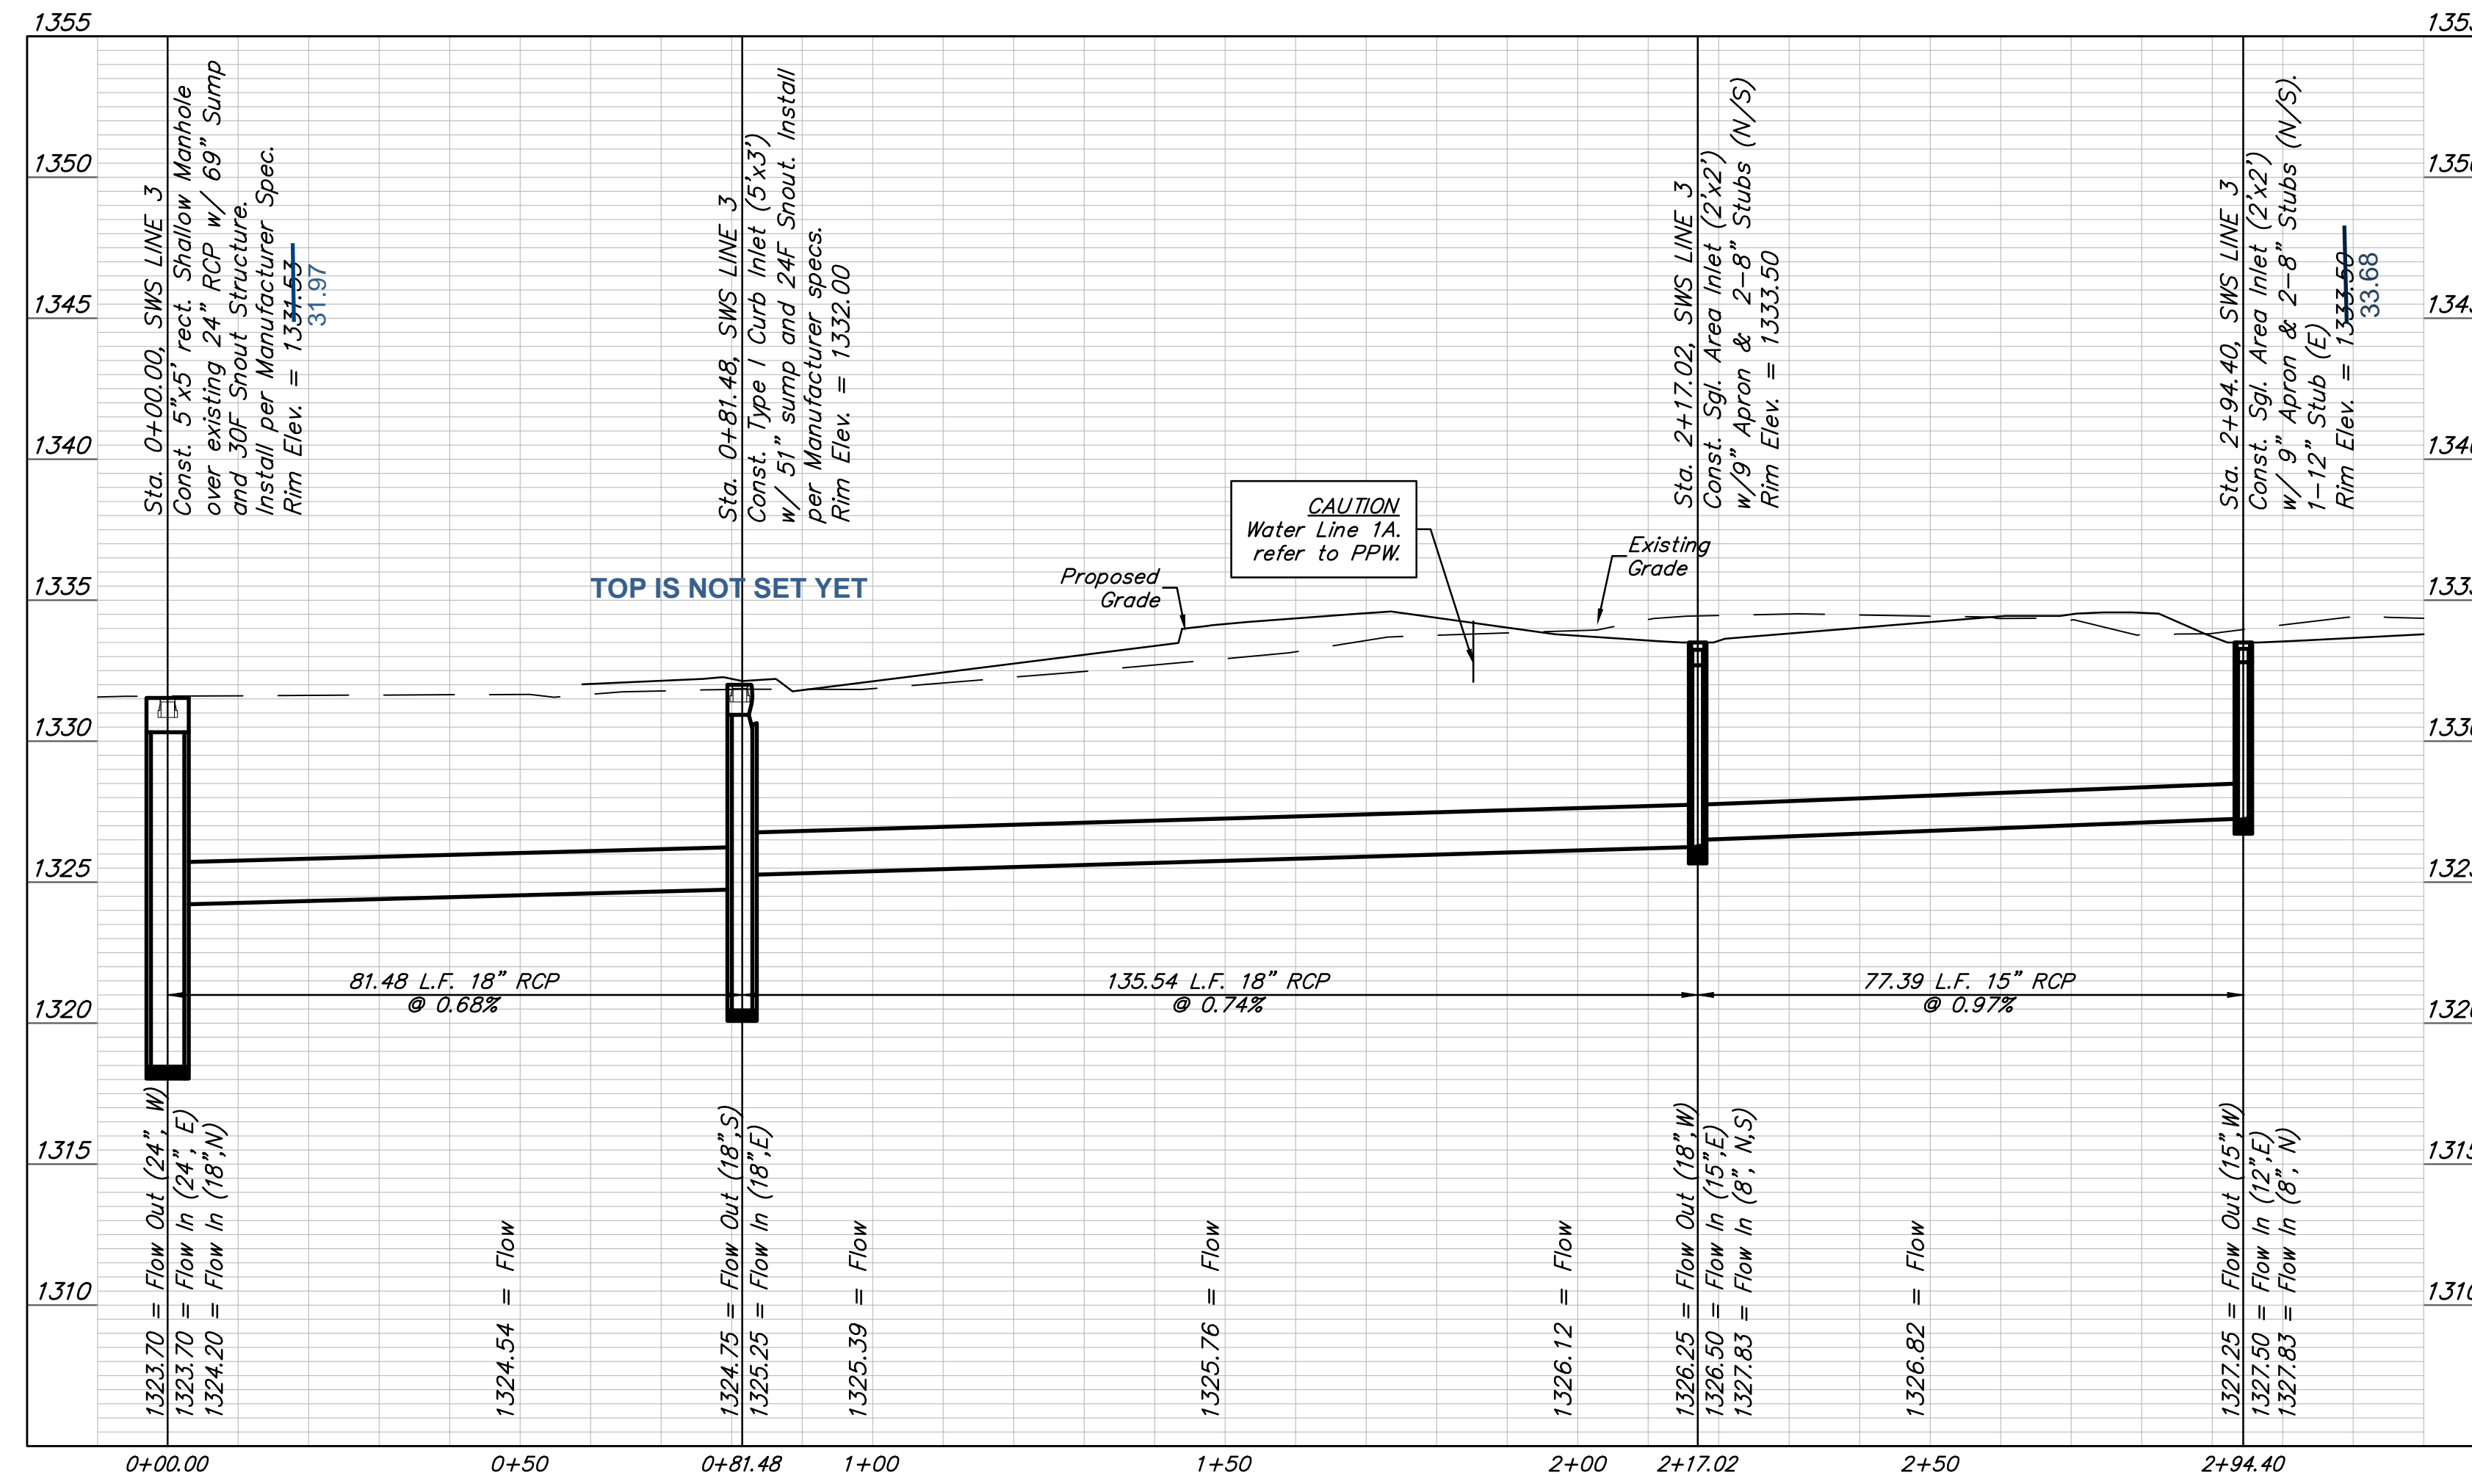 1355
1350
1345
1340
1335
1330
1325
1320
1315
1310
Sta. 0+00.00, SWS LINE 3
Const. 5"x5' rect. Shallow Manhole
over existing 24" RCP w/ 69" Sump
and 30F Snout Structure.
Install per Manufacturer Spec.
Rim Elev. = 1331.53
31.97
Sta. 0+81.48, SWS LINE 3
Const. Type I Curb Inlet (5'x3')
w/ 51" sump and 24F Snout. Install
per Manufacturer specs.
Rim Elev. = 1332.00
Sta. 2+17.02, SWS LINE 3
Const. Sgl. Area Inlet (2'x2')
w/9" Apron & 2-8" Stubs (N/S)
Rim Elev. = 1333.50
Sta. 2+94.40, SWS LINE 3
Const. Sgl. Area Inlet (2'x2')
w/ 9" Apron & 2-8" Stubs (N/S).
1-12" Stub (E)
Rim Elev. = 1333.50
33.68
CAUTION
Water Line 1A.
refer to PPW.
Existing
Grade
Proposed
Grade
TOP IS NOT SET YET
81.48 L.F. 18" RCP
@ 0.68%
135.54 L.F. 18" RCP
@ 0.74%
77.39 L.F. 15" RCP
@ 0.97%
1323.70 = Flow Out (24", W)
1323.70 = Flow In (24", E)
1324.20 = Flow In (18",N)
1324.54 = Flow
1324.75 = Flow Out (18",S)
1325.25 = Flow In (18",E)
1325.39 = Flow
1325.76 = Flow
1326.12 = Flow
1326.25 = Flow Out (18",W)
1326.50 = Flow In (15",E)
1327.83 = Flow In (8", N,S)
1326.82 = Flow
1327.25 = Flow Out (15",W)
1327.50 = Flow In (12",E)
1327.83 = Flow In (8", N)
0+00.00
0+50
0+81.48
1+00
1+50
2+00
2+17.02
2+50
2+94.40